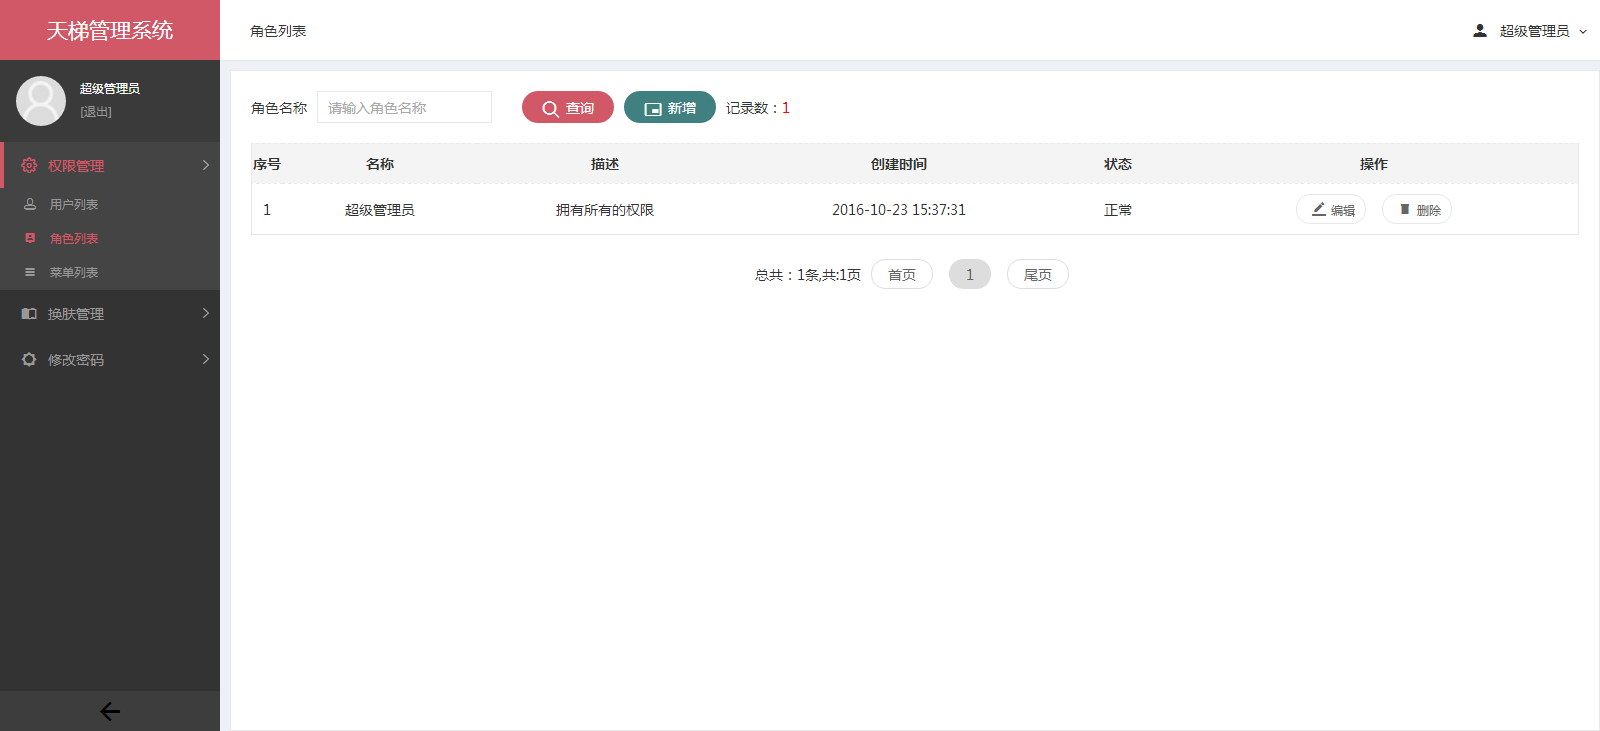 天梯管理系统
角色列表
超级管理员
超级管理员
[退出]
权限管理
用户列表
角色列表
菜单列表
换肤管理
修改密码
角色名称 请输入角色名称 查询 新增 记录数：1
序号 名称 描述 创建时间 状态 操作
1 超级管理员 拥有所有的权限 2016-10-23 15:37:31 正常 编辑 删除
总共：1条,共:1页 首页 1 尾页